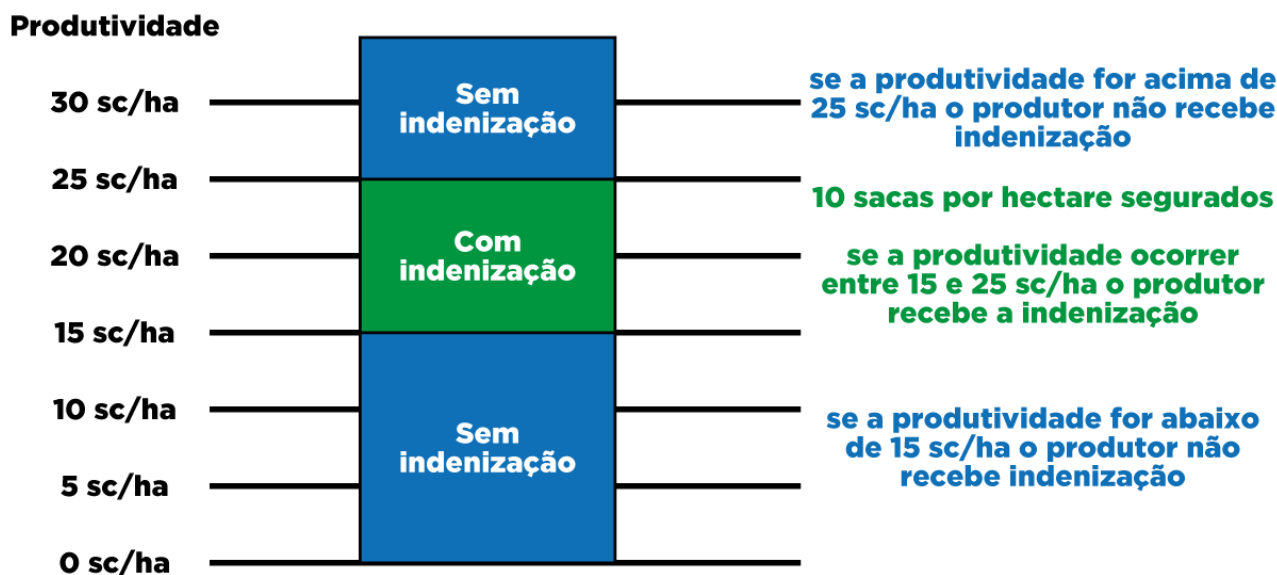 Produtividade
30 sc/ha
25 sc/ha
20 sc/ha
15 sc/ha
10 sc/ha
5 sc/ha
0 sc/ha
Sem
indenização
Com
indenização
Sem
indenização
se a produtividade for acima de
25 sc/ha o produtor não recebe
indenização
10 sacas por hectare segurados
se a produtividade ocorrer
entre 15 e 25 sc/ha o produtor
recebe a indenização
se a produtividade for abaixo
de 15 sc/ha o produtor não
recebe indenização